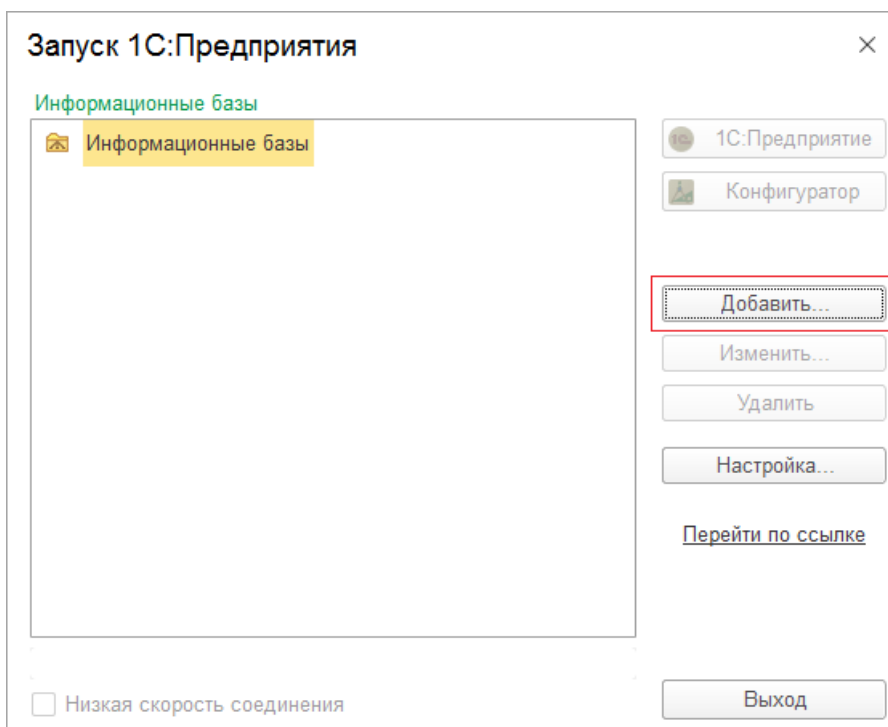 Запуск 1С:Предприятия
Информационные базы
Информационные базы
1С:Предприятие
Конфигуратор
Добавить...
Изменить...
Удалить
Настройка...
Перейти по ссылке
Низкая скорость соединения
Выход